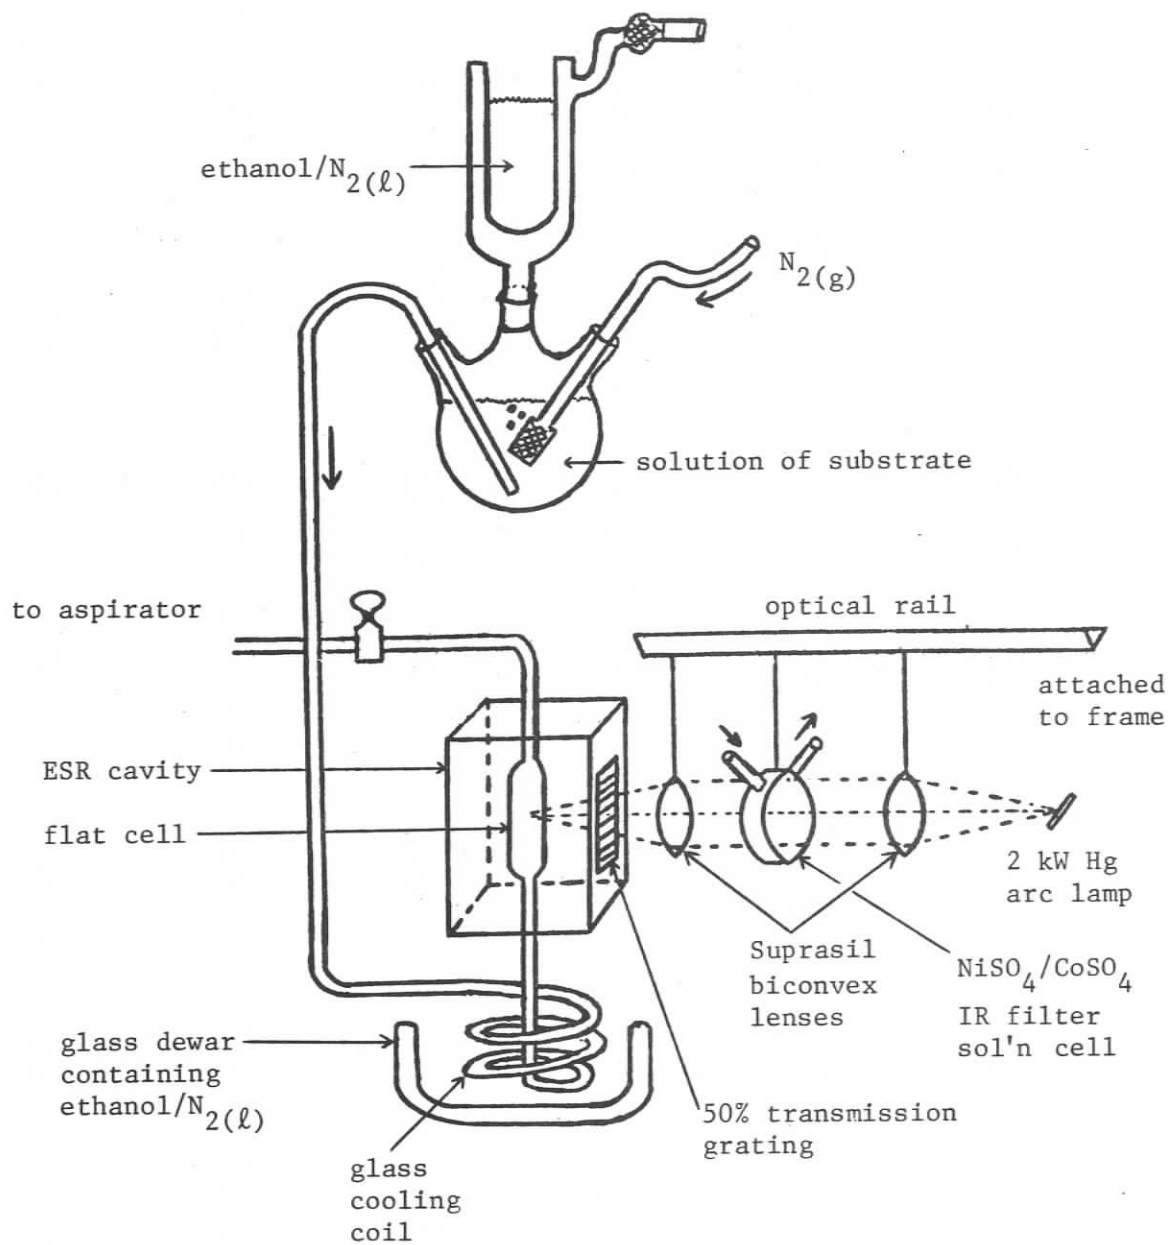 ethanol/N₂(ℓ)
N₂(g)
solution of substrate
to aspirator
optical rail
attached
to frame
ESR cavity
flat cell
2 kW Hg
arc lamp
Suprasil
biconvex
lenses
NiSO₄/CoSO₄
IR filter
sol'n cell
glass dewar
containing
ethanol/N₂(ℓ)
50% transmission
grating
glass
cooling
coil